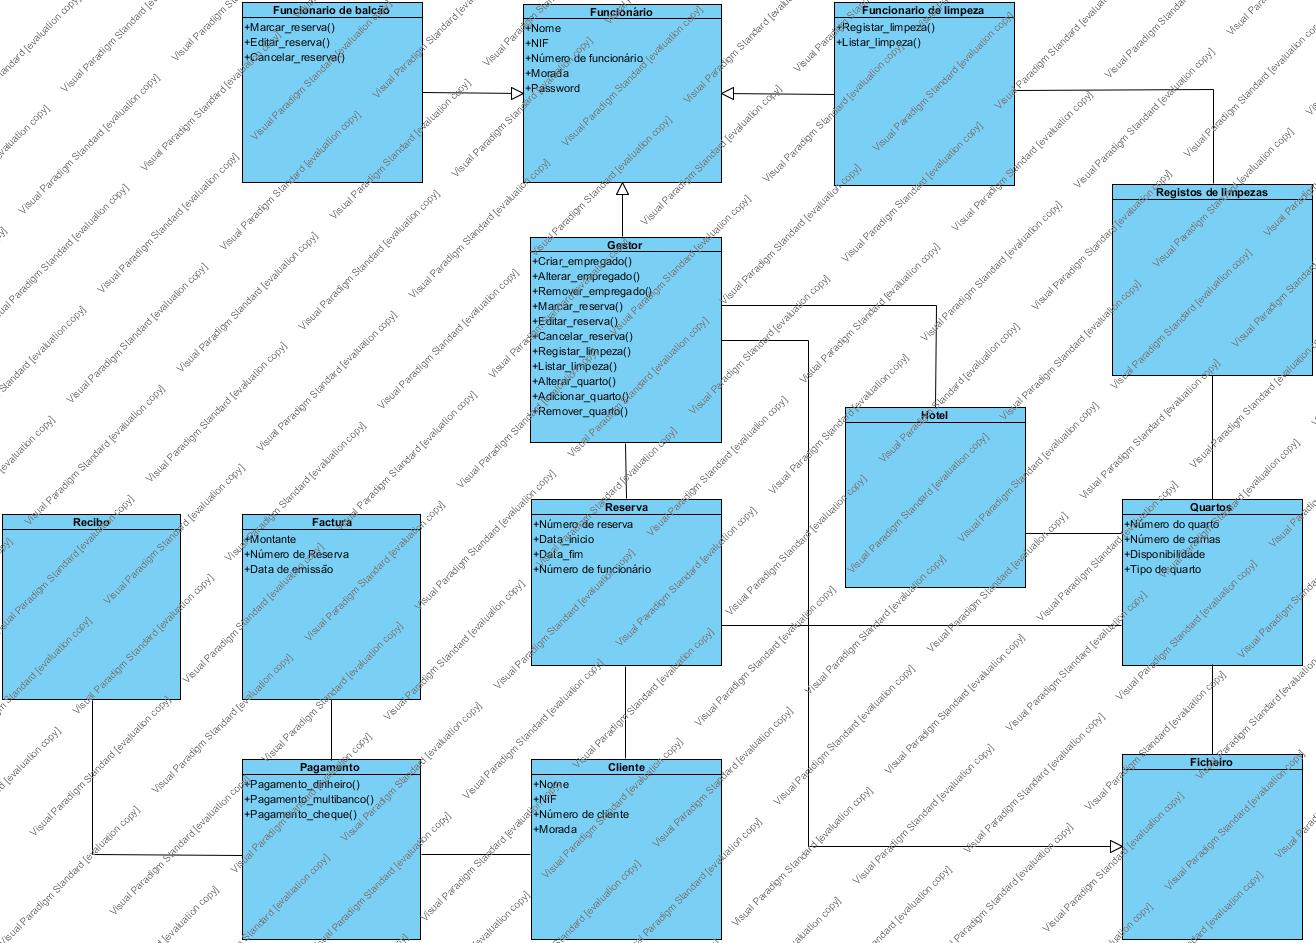 Funcionario de balcão
+Marcar_reserva()
+Editar_reserva()
+Cancelar_reserva()
Funcionário
+Nome
+NIF
+Número de funcionário
+Morada
+Password
Funcionario de limpeza
+Registar_limpeza()
+Listar_limpeza()
Registos de limpezas
Gestor
+Criar_empregado()
+Alterar_empregado()
+Remover_empregado()
+Marcar_reserva()
+Editar_reserva()
+Cancelar_reserva()
+Registar_limpeza()
+Listar_limpeza()
+Alterar_quarto()
+Adicionar_quarto()
+Remover_quarto()
Hotel
Recibo
Factura
+Montante
+Número de Reserva
+Data de emissão
Reserva
+Número de reserva
+Data_inicio
+Data_fim
+Número de funcionário
Quartos
+Número do quarto
+Número de camas
+Disponibilidade
+Tipo de quarto
Pagamento
+Pagamento_dinheiro()
+Pagamento_multibanco()
+Pagamento_cheque()
Cliente
+Nome
+NIF
+Número de cliente
+Morada
Ficheiro
Visual Paradigm Standard [evaluation copy]